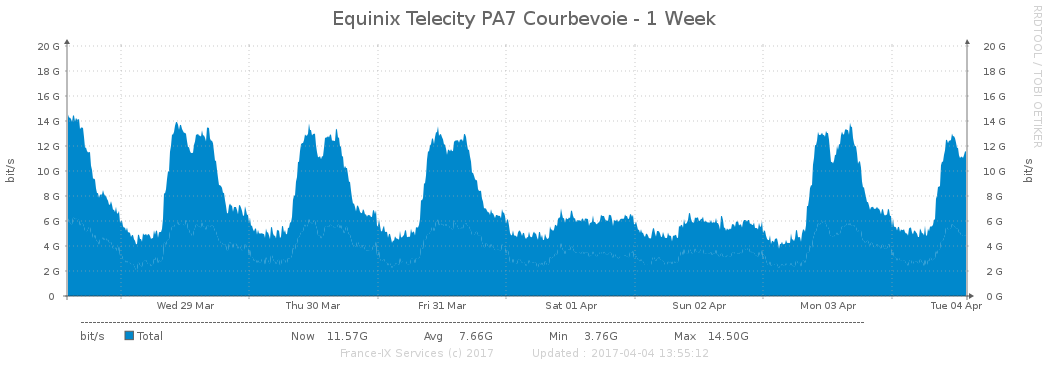 Equinix Telecity PA7 Courbevoie - 1 Week
RRDTOOL / TOBI OETIKER
20 G 20 G
18 G 18 G
16 G 16 G
14 G 14 G
12 G 12 G
10 G 10 G
8 G 8 G
6 G 6 G
4 G 4 G
2 G 2 G
0 0 G
bit/s
bit/s
Wed 29 Mar Thu 30 Mar Fri 31 Mar Sat 01 Apr Sun 02 Apr Mon 03 Apr Tue 04 Apr
bit/s Total Now 11.57G Avg 7.66G Min 3.76G Max 14.50G
France-IX Services (c) 2017 Updated : 2017-04-04 13:55:12